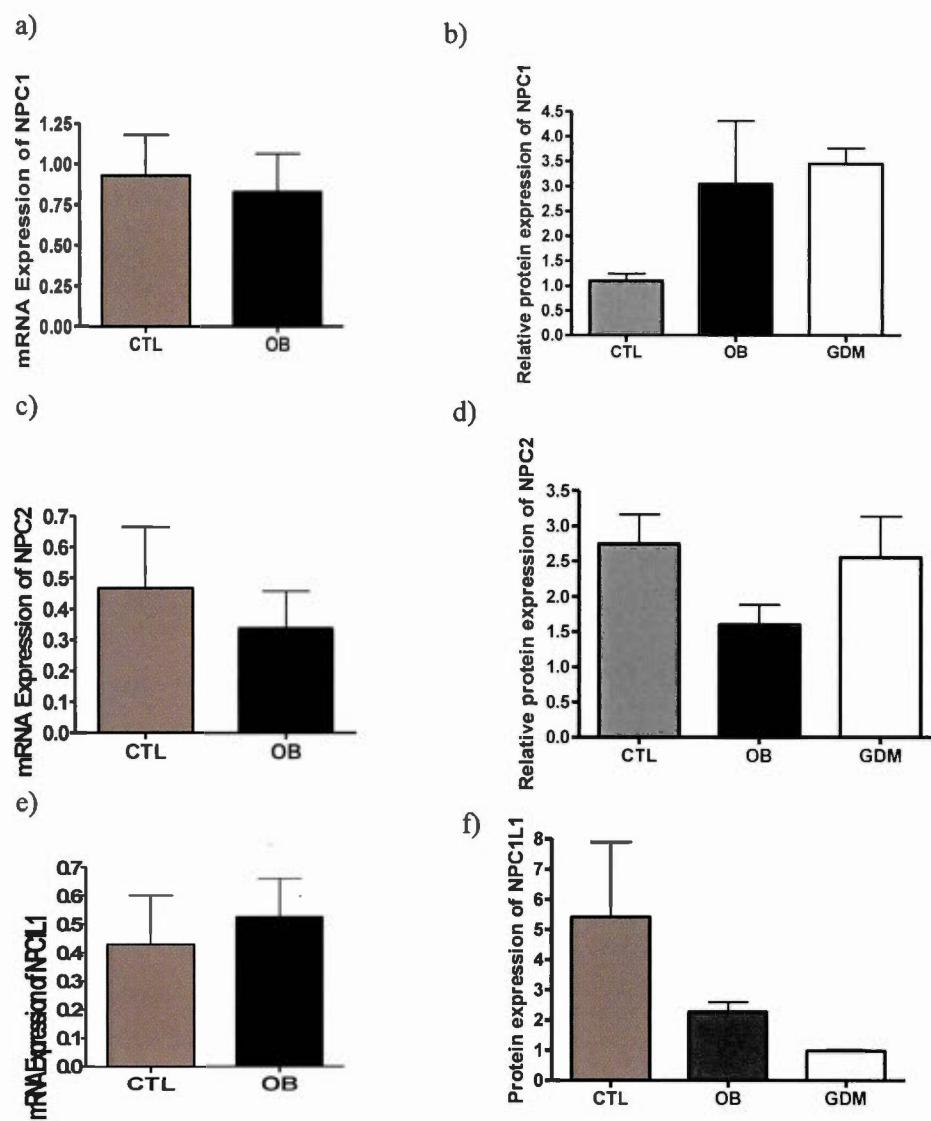 a)
mRNA Expression of NPC1
1.25
1.00
0.75
0.50
0.25
0.00
CTL
OB
b)
Relative protein expression of NPC1
4.5
4.0
3.5
3.0
2.5
2.0
1.5
1.0
0.5
0.0
CTL
OB
GDM
c)
mRNA Expression of NPC2
0.7
0.6
0.5
0.4
0.3
0.2
0.1
0.0
CTL
OB
d)
Relative protein expression of NPC2
3.5
3.0
2.5
2.0
1.5
1.0
0.5
0.0
CTL
OB
GDM
e)
mRNA Expression of NPC1L1
0.7
0.6
0.5
0.4
0.3
0.2
0.1
0.0
CTL
OB
f)
Protein expression of NPC1L1
8
7
6
5
4
3
2
1
0
CTL
OB
GDM